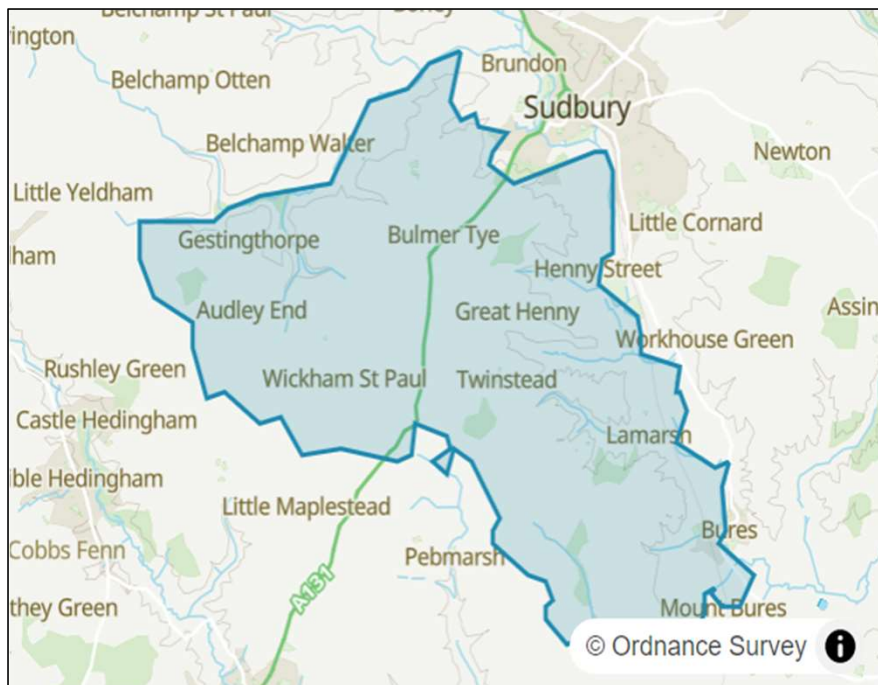 Belchamp St Paul
rington
Brundon
Belchamp Otten
Sudbury
Belchamp Walter
Newton
Little Yeldham
Little Cornard
Gestingthorpe
Bulmer Tye
ham
Henny Street
Audley End
Great Henny
Assin
Workhouse Green
Rushley Green
Wickham St Paul
Twinstead
Castle Hedingham
Lamarsh
ible Hedingham
Little Maplestead
Bures
Cobbs Fenn
Pebmarsh
A131
they Green
Mount Bures
© Ordnance Survey i